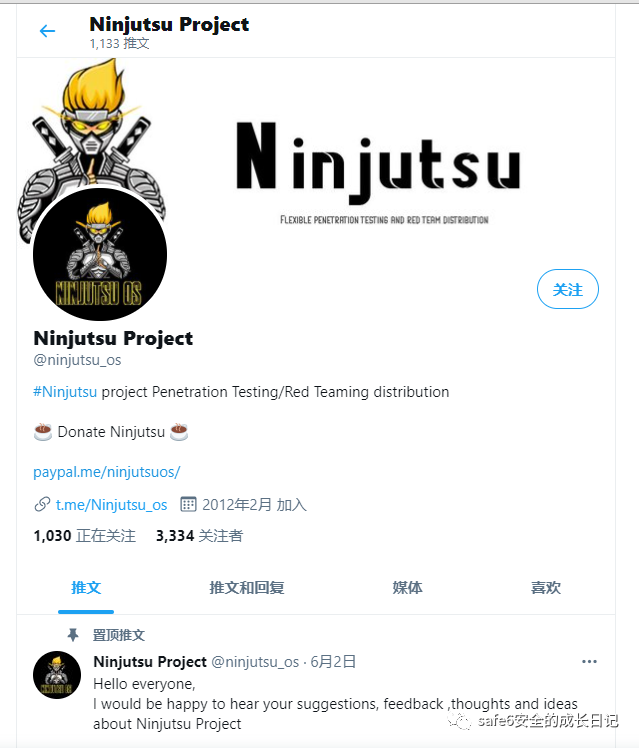 Ninjutsu Project
1,133 推文
Ninjutsu
FLEXIBLE PENETRATION TESTING AND RED TEAM DISTRIBUTION
NINJUTSU OS
关注
Ninjutsu Project
@ninjutsu_os
#Ninjutsu project Penetration Testing/Red Teaming distribution
☕ Donate Ninjutsu ☕
paypal.me/ninjutsuos/
t.me/Ninjutsu_os 2012年2月 加入
1,030 正在关注 3,334 关注者
推文 推文和回复 媒体 喜欢
置顶推文
Ninjutsu Project @ninjutsu_os · 6月2日 ···
Hello everyone,
I would be happy to hear your suggestions, feedback ,thoughts and ideas
about Ninjutsu Project
NINJUTSU OS
safe6安全的成长日记